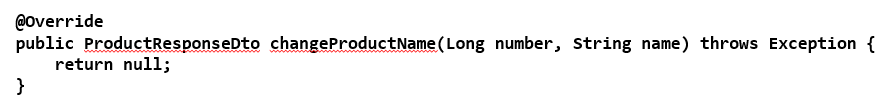 @Override
public ProductResponseDto changeProductName(Long number, String name) throws Exception {
    return null;
}